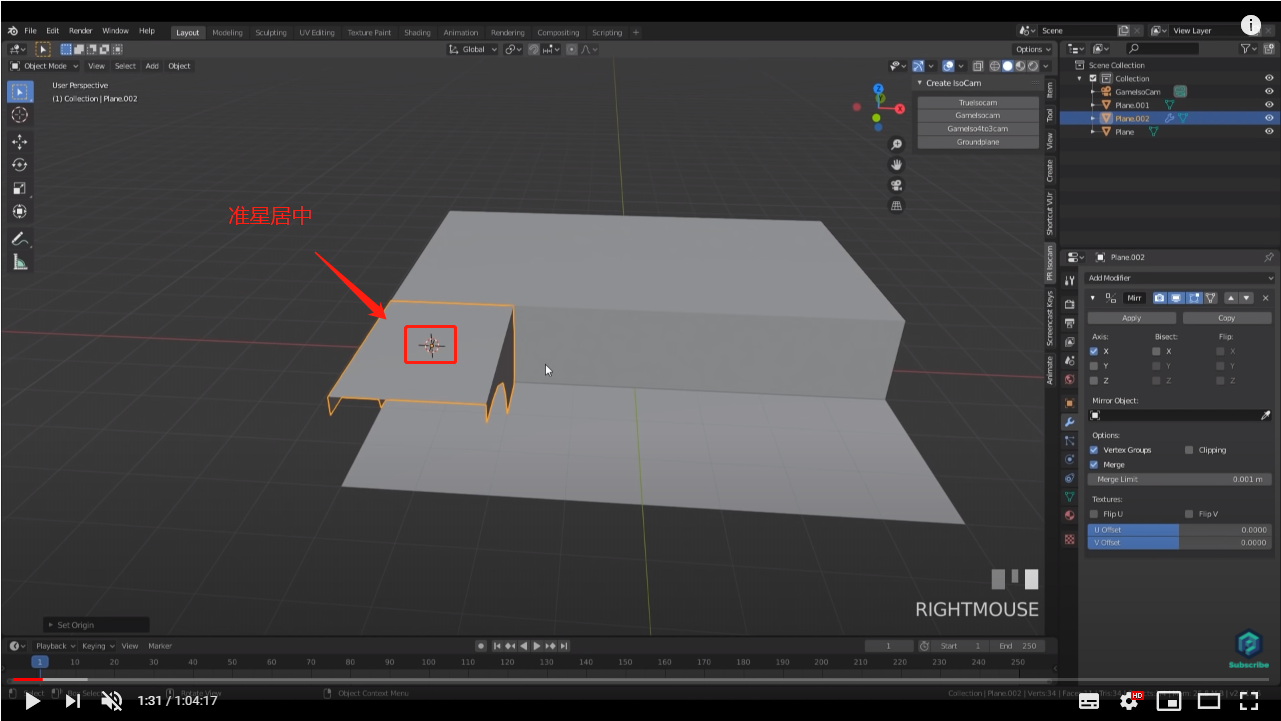 File Edit Render Window Help Layout Modeling Sculpting UV Editing Texture Paint Shading Animation Rendering Compositing Scripting + Scene View Layer
Global Options
Object Mode View Select Add Object
User Perspective
(1) Collection | Plane.002
Z
X
Create IsoCam
TrueIsocam
GameIsocam
GameIso4to3cam
Groundplane
Item
Tool
View
Create
Shortcut VUr
PR Isocam
Screencast Keys
Animate
Scene Collection
Collection
GameIsoCam
Plane.001
Plane.002
Plane
准星居中
Plane.002
Add Modifier
Mirr
Apply Copy
Axis: Bisect: Flip:
X X X
Y Y Y
Z Z Z
Mirror Object:
Options:
Vertex Groups Clipping
Merge
Merge Limit 0.001 m
Textures:
Flip U Flip V
U Offset 0.0000
V Offset 0.0000
RIGHTMOUSE
Set Origin
Subscribe
Playback Keying View Marker 1 Start 1 End 250
1 10 20 30 40 50 60 70 80 90 100 110 120 130 140 150 160 170 180 190 200 210 220 230 240 250
Select Rotate View Object Context Menu Collection | Plane.002 | Verts:34
1:31 / 1:04:17 HD